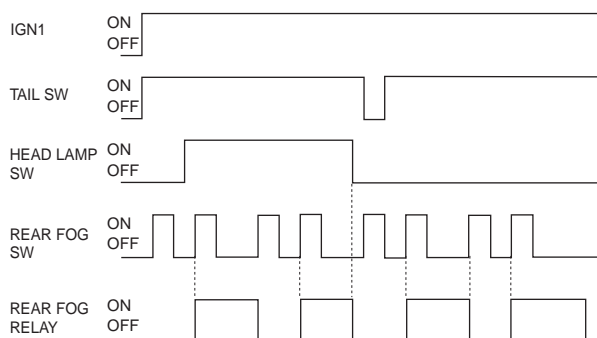 IGN1
ON
OFF
TAIL SW
ON
OFF
HEAD LAMP
SW
ON
OFF
REAR FOG
SW
ON
OFF
REAR FOG
RELAY
ON
OFF